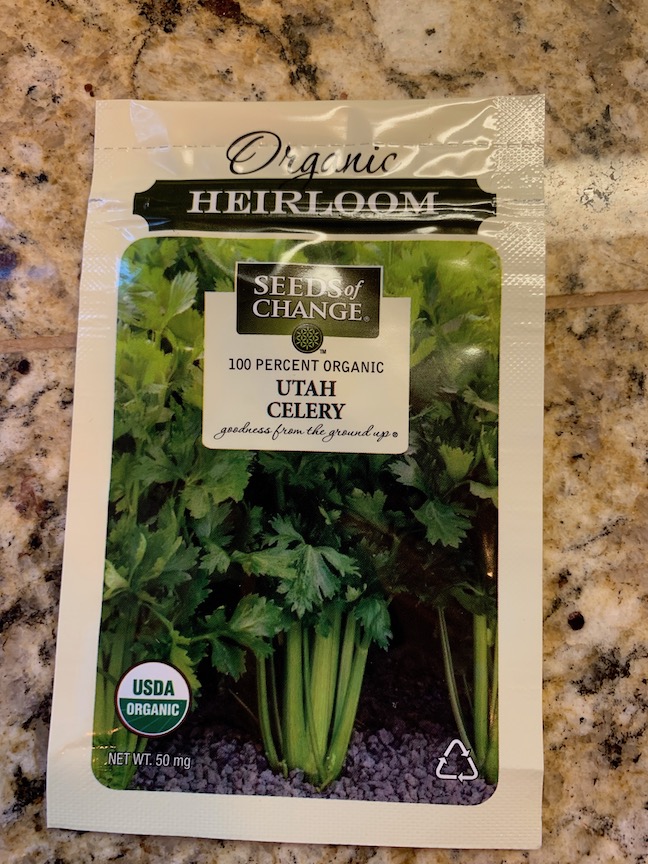 Organic
HEIRLOOM
SEEDS of
CHANGE®
™
100 PERCENT ORGANIC
UTAH
CELERY
goodness from the ground up®
USDA
ORGANIC
NET WT. 50 mg